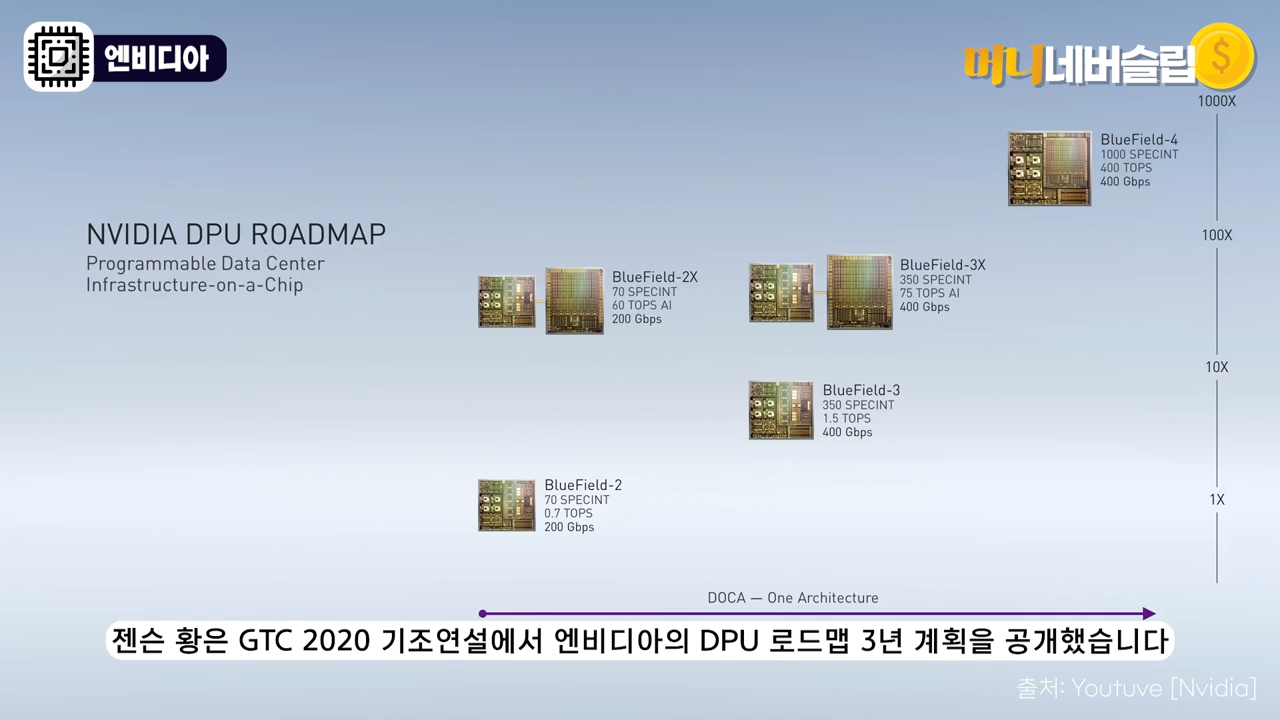 엔비디아
머니네버슬립
$
1000X
BlueField-4
1000 SPECINT
400 TOPS
400 Gbps
NVIDIA DPU ROADMAP
Programmable Data Center
Infrastructure-on-a-Chip
100X
BlueField-2X
70 SPECINT
60 TOPS AI
200 Gbps
BlueField-3X
350 SPECINT
75 TOPS AI
400 Gbps
10X
BlueField-3
350 SPECINT
1.5 TOPS
400 Gbps
BlueField-2
70 SPECINT
0.7 TOPS
200 Gbps
1X
DOCA — One Architecture
젠슨 황은 GTC 2020 기조연설에서 엔비디아의 DPU 로드맵 3년 계획을 공개했습니다
출처: Youtuve [Nvidia]